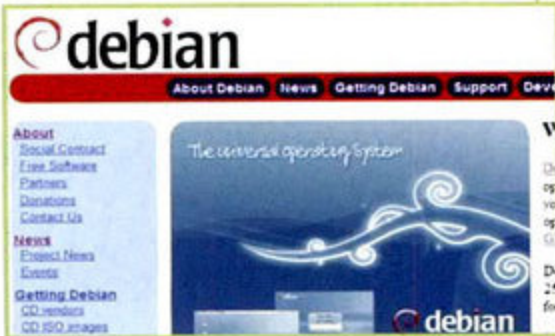 debian
About Debian News Getting Debian Support
About
Social Contract
Free Software
Partners
Donations
Contact Us
News
Project News
Events
Getting Debian
CD vendors
CD ISO images
The universal operating system
debian